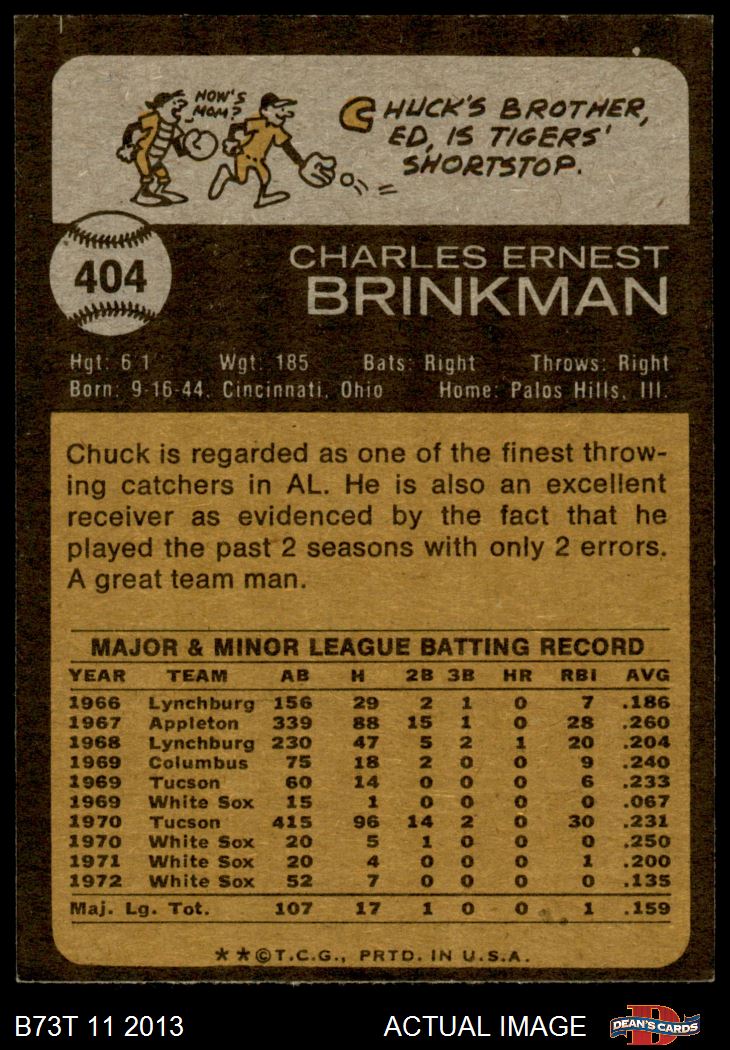 HOW'S
MOM?
CHUCK'S BROTHER,
ED, IS TIGERS'
SHORTSTOP.
404
CHARLES ERNEST
BRINKMAN
Hgt: 6 1 Wgt: 185 Bats: Right Throws: Right
Born: 9-16-44. Cincinnati, Ohio Home: Palos Hills, Ill.
Chuck is regarded as one of the finest throw-
ing catchers in AL. He is also an excellent
receiver as evidenced by the fact that he
played the past 2 seasons with only 2 errors.
A great team man.
MAJOR & MINOR LEAGUE BATTING RECORD
YEAR TEAM AB H 2B 3B HR RBI AVG
1966 Lynchburg 156 29 2 1 0 7 .186
1967 Appleton 339 88 15 1 0 28 .260
1968 Lynchburg 230 47 5 2 1 20 .204
1969 Columbus 75 18 2 0 0 9 .240
1969 Tucson 60 14 0 0 0 6 .233
1969 White Sox 15 1 0 0 0 0 .067
1970 Tucson 415 96 14 2 0 30 .231
1970 White Sox 20 5 1 0 0 0 .250
1971 White Sox 20 4 0 0 0 1 .200
1972 White Sox 52 7 0 0 0 0 .135
Maj. Lg. Tot. 107 17 1 0 0 1 .159
**©T.C.G., PRTD. IN U.S.A.
B73T 11 2013 ACTUAL IMAGE DEAN'S CARDS